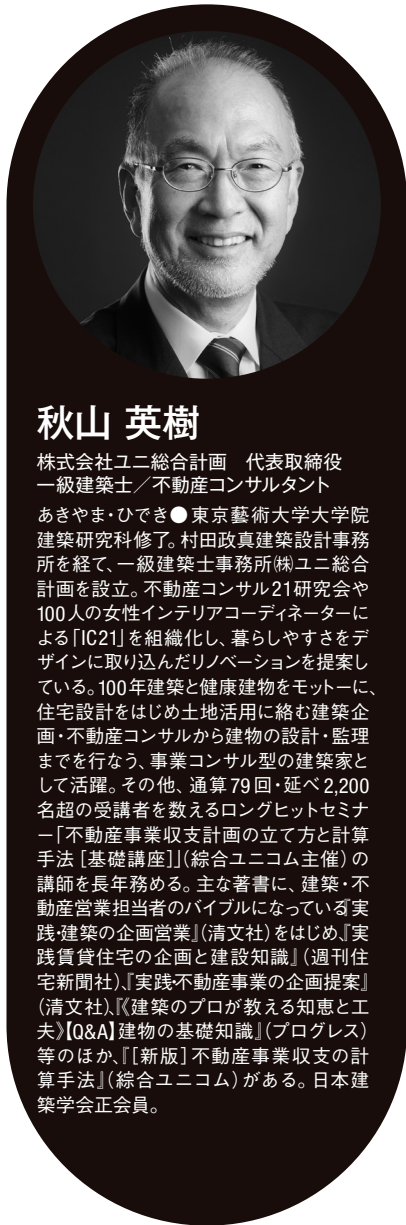 秋山 英樹
株式会社ユニ総合計画　代表取締役
一級建築士／不動産コンサルタント
あきやま・ひでき●東京藝術大学大学院
建築研究科修了。村田政真建築設計事務
所を経て、一級建築士事務所㈱ユニ総合
計画を設立。不動産コンサル21研究会や
100人の女性インテリアコーディネーターに
よる「IC21」を組織化し、暮らしやすさをデ
ザインに取り込んだリノベーションを提案し
ている。100年建築と健康建物をモットーに、
住宅設計をはじめ土地活用に絡む建築企
画・不動産コンサルから建物の設計・監理
までを行なう、事業コンサル型の建築家と
して活躍。その他、通算79回・延べ2,200
名超の受講者を数えるロングヒットセミナ
ー「不動産事業収支計画の立て方と計算
手法［基礎講座］」（綜合ユニコム主催）の
講師を長年務める。主な著書に、建築・不
動産営業担当者のバイブルになっている『実
践・建築の企画営業』（清文社）をはじめ、『実
践賃貸住宅の企画と建設知識』（週刊住
宅新聞社）、『実践・不動産事業の企画提案』
（清文社）、『《建築のプロが教える知恵と工
夫》【Q&A】建物の基礎知識』（プログレス）
等のほか、『［新版］不動産事業収支の計
算手法』（綜合ユニコム）がある。日本建
築学会正会員。